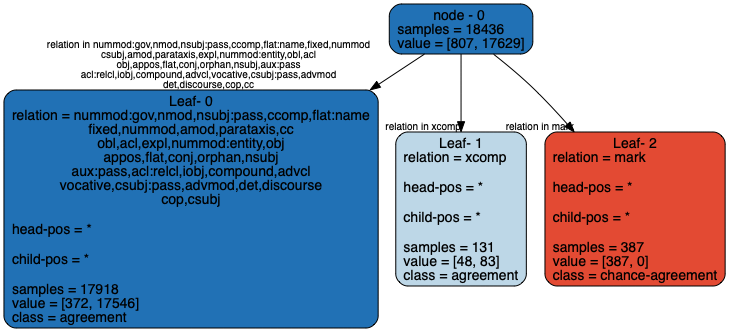 node - 0
samples = 18436
value = [807, 17629]
relation in nummod:gov,nmod,nsubj:pass,ccomp,flat:name,fixed,nummod
csubj,amod,parataxis,expl,nummod:entity,obl,acl
obj,appos,flat,conj,orphan,nsubj,aux:pass
acl:relcl,iobj,compound,advcl,vocative,csubj:pass,advmod
det,discourse,cop,cc
relation in xcomp
relation in mark
Leaf- 0
relation = nummod:gov,nmod,nsubj:pass,ccomp,flat:name
fixed,nummod,amod,parataxis,cc
obl,acl,expl,nummod:entity,obj
appos,flat,conj,orphan,nsubj
aux:pass,acl:relcl,iobj,compound,advcl
vocative,csubj:pass,advmod,det,discourse
cop,csubj
head-pos = *
child-pos = *
samples = 17918
value = [372, 17546]
class = agreement
Leaf- 1
relation = xcomp
head-pos = *
child-pos = *
samples = 131
value = [48, 83]
class = agreement
Leaf- 2
relation = mark
head-pos = *
child-pos = *
samples = 387
value = [387, 0]
class = chance-agreement